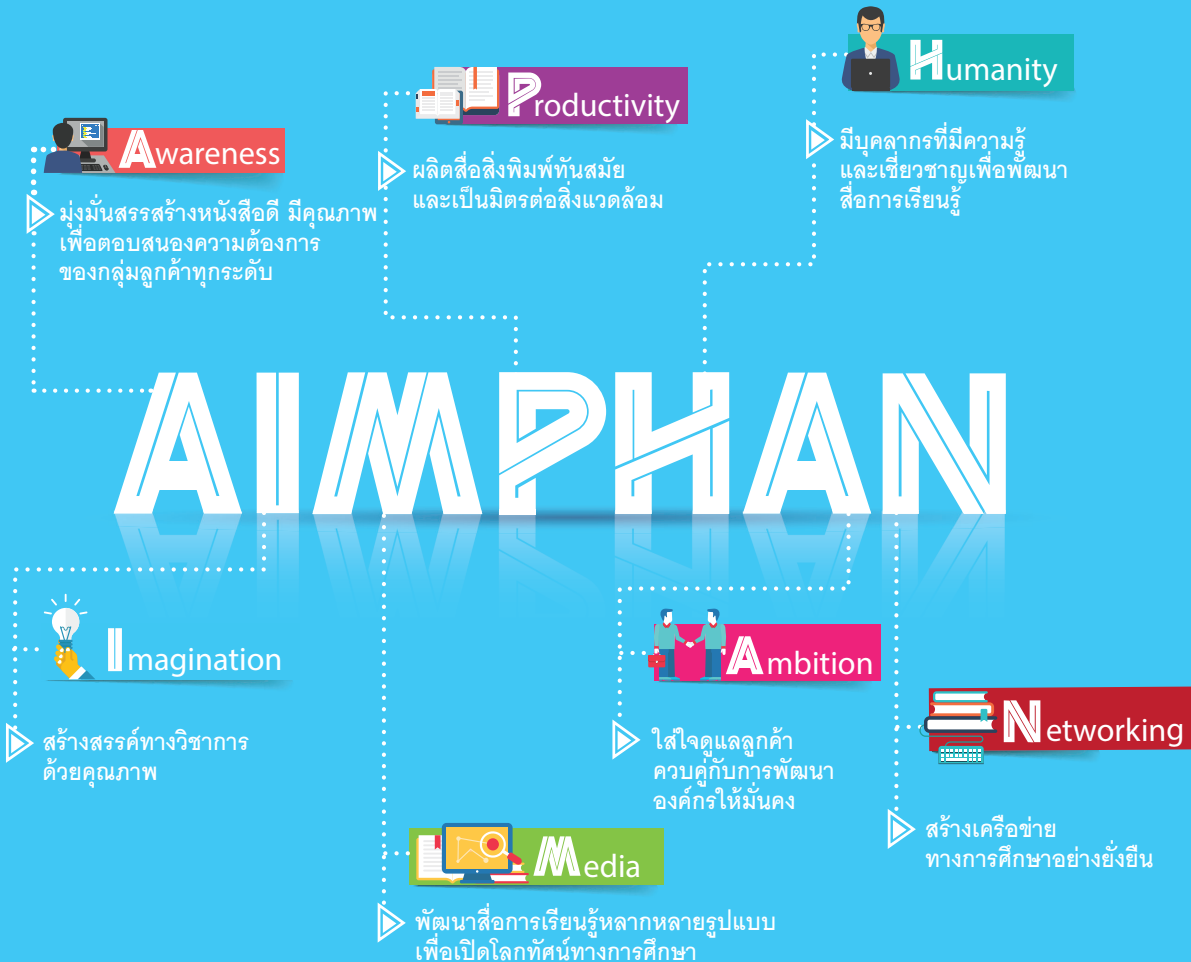 Awareness
มุ่งมั่นสรรสร้างหนังสือดี มีคุณภาพ
เพื่อตอบสนองความต้องการ
ของกลุ่มลูกค้าทุกระดับ
Productivity
ผลิตสื่อสิ่งพิมพ์ทันสมัย
และเป็นมิตรต่อสิ่งแวดล้อม
Humanity
มีบุคลากรที่มีความรู้
และเชี่ยวชาญเพื่อพัฒนา
สื่อการเรียนรู้
AIMPHAN
Imagination
สร้างสรรค์ทางวิชาการ
ด้วยคุณภาพ
Media
พัฒนาสื่อการเรียนรู้หลากหลายรูปแบบ
เพื่อเปิดโลกทัศน์ทางการศึกษา
Ambition
ใส่ใจดูแลลูกค้า
ควบคู่กับการพัฒนา
องค์กรให้มั่นคง
Networking
สร้างเครือข่าย
ทางการศึกษาอย่างยั่งยืน